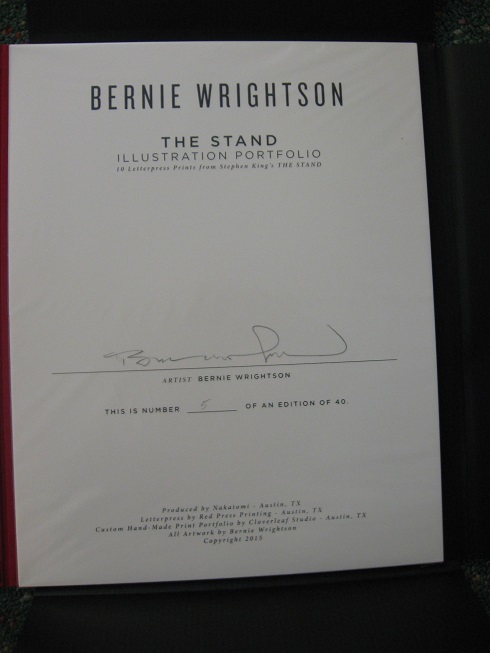 BERNIE WRIGHTSON
THE STAND
ILLUSTRATION PORTFOLIO
10 Letterpress Prints from Stephen King's THE STAND
ARTIST BERNIE WRIGHTSON
THIS IS NUMBER 5 OF AN EDITION OF 40.
Produced by Nakatomi - Austin, TX
Letterpress by Red Press Printing - Austin, TX
Custom Hand-Made Print Portfolio by Cloverleaf Studio - Austin, TX
All Artwork by Bernie Wrightson
Copyright 2015